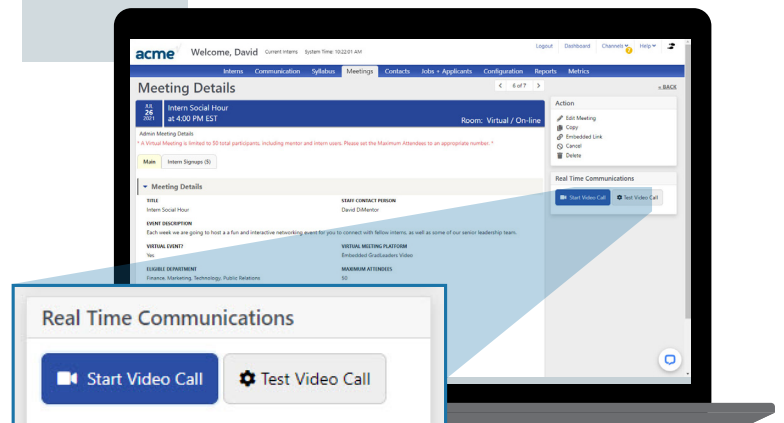 acme
Welcome, David Current Interns System Time: 10:22:01 AM
Logout Dashboard Channels Help
Interns Communication Syllabus Meetings Contacts Jobs + Applicants Configuration Reports Metrics
Meeting Details
6 of 7
« BACK
JUL
26
2021
Intern Social Hour
at 4:00 PM EST
Room: Virtual / On-line
Action
Edit Meeting
Copy
Embedded Link
Cancel
Delete
Admin Meeting Details
* A Virtual Meeting is limited to 50 total participants, including mentor and intern users. Please set the Maximum Attendees to an appropriate number. *
Main Intern Signups (5)
Real Time Communications
Start Video Call Test Video Call
Meeting Details
TITLE STAFF CONTACT PERSON
Intern Social Hour David DiMentor
EVENT DESCRIPTION
Each week we are going to host a a fun and interactive networking event for you to connect with fellow interns, as well as some of our senior leadership team.
VIRTUAL EVENT? VIRTUAL MEETING PLATFORM
Yes Embedded GradLeaders Video
ELIGIBLE DEPARTMENT MAXIMUM ATTENDEES
Finance, Marketing, Technology, Public Relations 50
Real Time Communications
Start Video Call Test Video Call